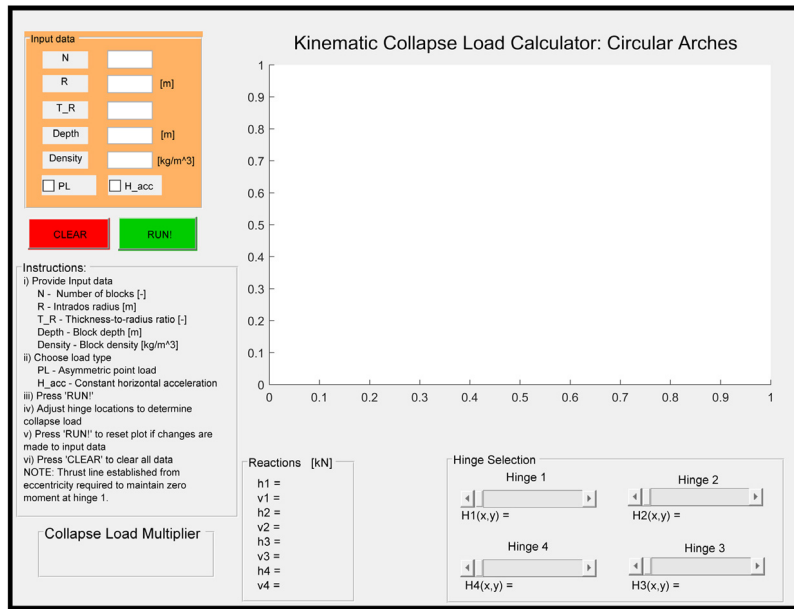 Kinematic Collapse Load Calculator: Circular Arches
Input data
N
R [m]
T_R
Depth [m]
Density [kg/m^3]
PL H_acc
CLEAR RUN!
Instructions:
i) Provide Input data
N - Number of blocks [-]
R - Intrados radius [m]
T_R - Thickness-to-radius ratio [-]
Depth - Block depth [m]
Density - Block density [kg/m^3]
ii) Choose load type
PL - Asymmetric point load
H_acc - Constant horizontal acceleration
iii) Press 'RUN!'
iv) Adjust hinge locations to determine
collapse load
v) Press 'RUN!' to reset plot if changes are
made to input data
vi) Press 'CLEAR' to clear all data
NOTE: Thrust line established from
eccentricity required to maintain zero
moment at hinge 1.
Collapse Load Multiplier
1
0.9
0.8
0.7
0.6
0.5
0.4
0.3
0.2
0.1
0
0 0.1 0.2 0.3 0.4 0.5 0.6 0.7 0.8 0.9 1
Reactions [kN]
h1 =
v1 =
h2 =
v2 =
h3 =
v3 =
h4 =
v4 =
Hinge Selection
Hinge 1
H1(x,y) =
Hinge 2
H2(x,y) =
Hinge 4
H4(x,y) =
Hinge 3
H3(x,y) =